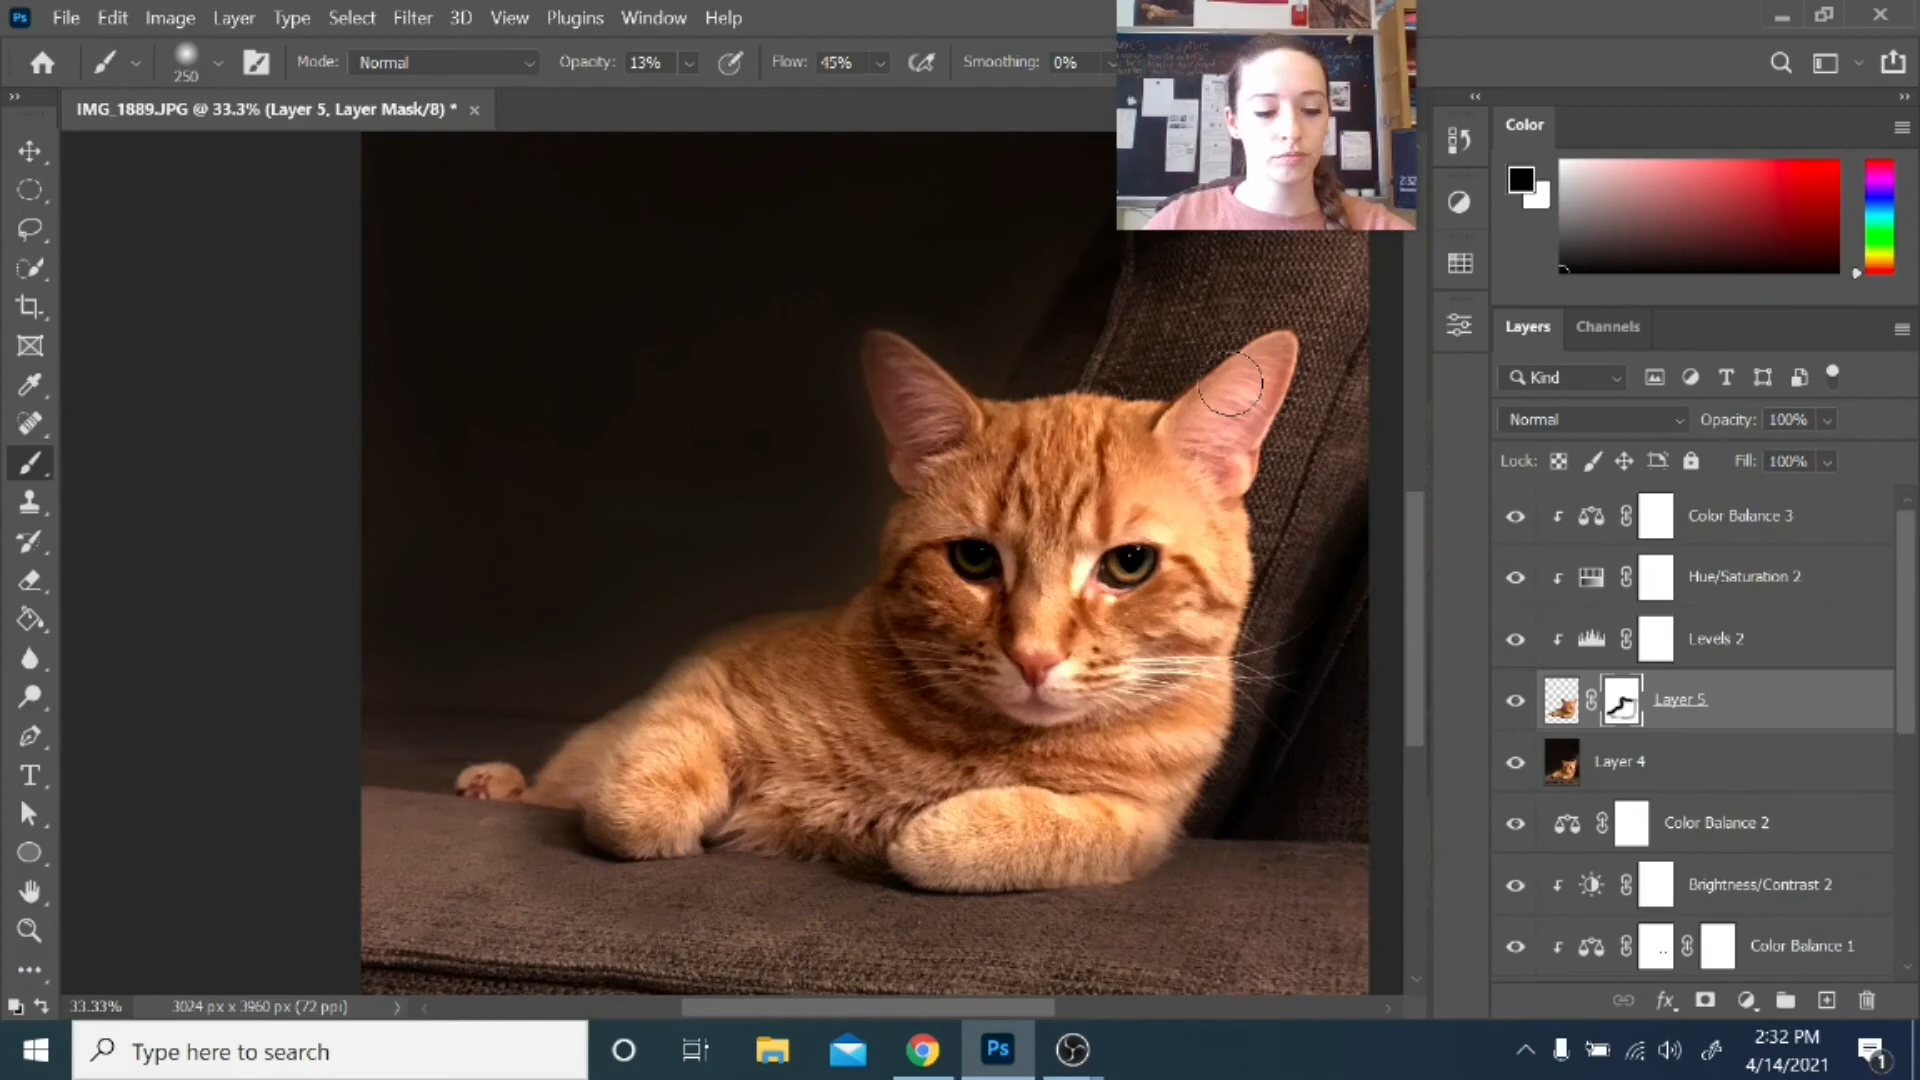 Ps File Edit Image Layer Type Select Filter 3D View Plugins Window Help
250 Mode: Normal Opacity: 13% Flow: 45% Smoothing: 0%
IMG_1889.JPG @ 33.3% (Layer 5, Layer Mask/8) *
Color
Layers Channels
Kind
Normal Opacity: 100%
Lock: Fill: 100%
Color Balance 3
Hue/Saturation 2
Levels 2
Layer 5
Layer 4
Color Balance 2
Brightness/Contrast 2
Color Balance 1
fx
33.33% 3024 px x 3960 px (72 ppi)
Type here to search
Ps
2:32 PM
4/14/2021
1